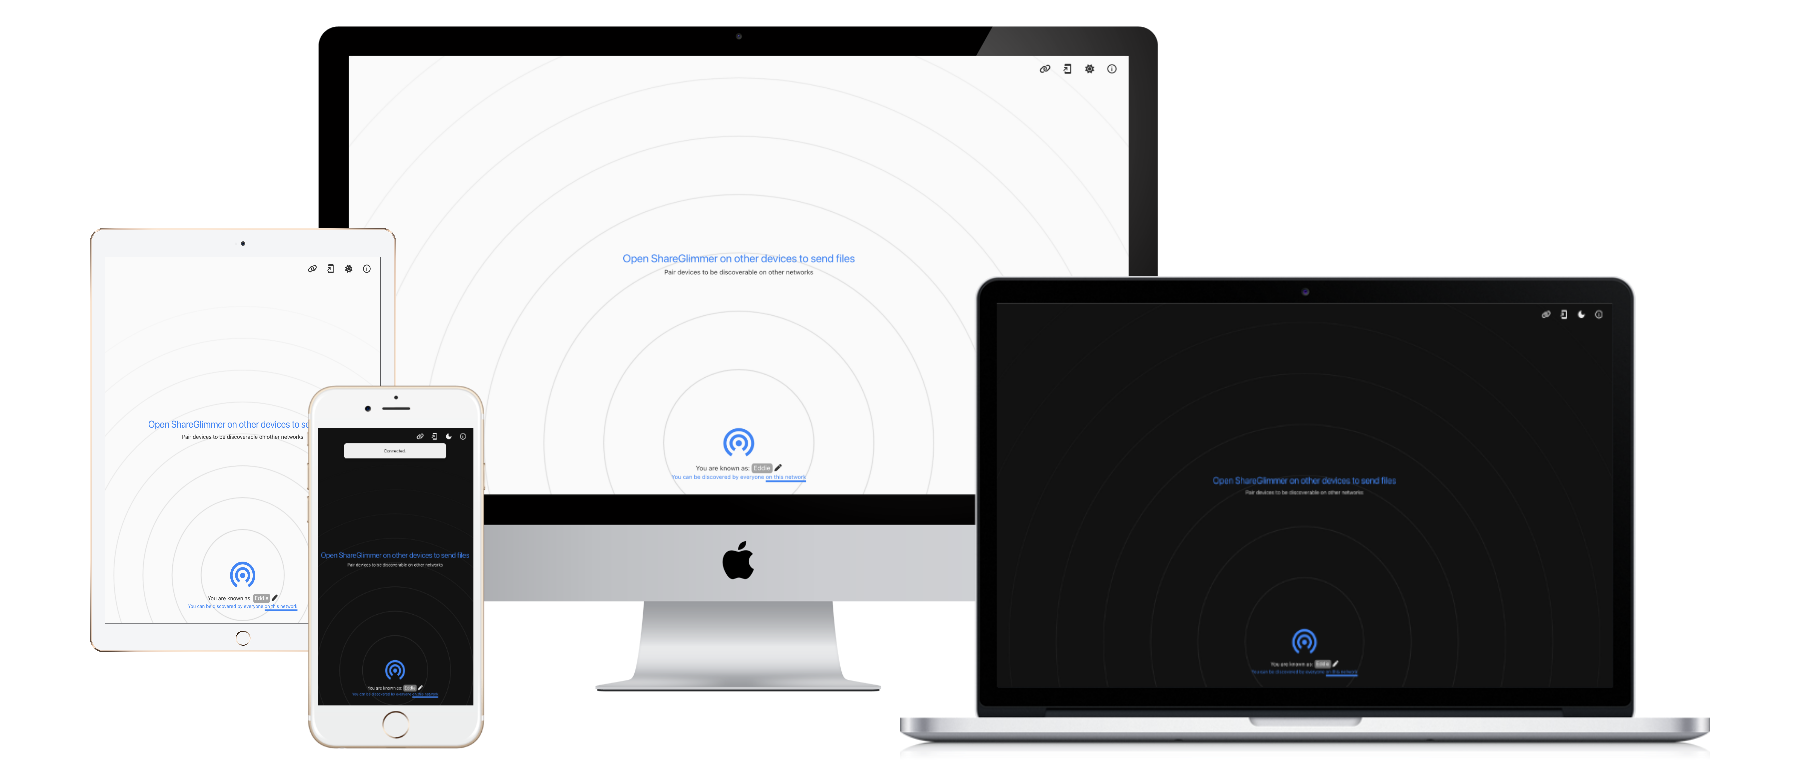 Open ShareGlimmer on other devices to send files
Pair devices to be discoverable on other networks
You are known as: Eddie
You can be discovered by everyone on this network
Open ShareGlimmer on other devices to se
Pair devices to be discoverable on other networks
You are known as: Eddie
You can be discovered by everyone on this network
Connected.
Open ShareGlimmer on other devices to send files
Pair devices to be discoverable on other networks
You are known as: Eddie
You can be discovered by everyone on this network
Open ShareGlimmer on other devices to send files
Pair devices to be discoverable on other networks
You are known as: Eddie
You can be discovered by everyone on this network